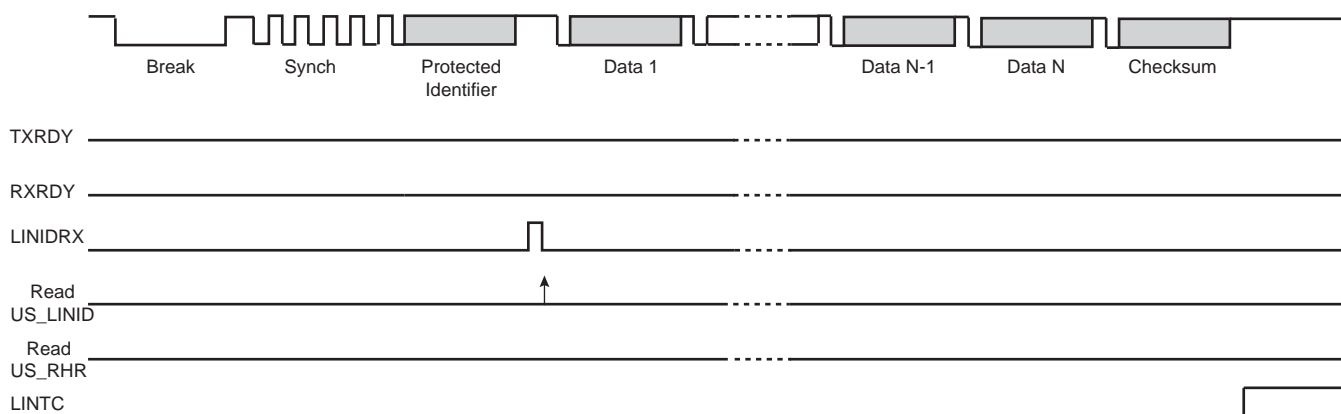 Break
Synch
Protected
Identifier
Data 1
Data N-1
Data N
Checksum
TXRDY
RXRDY
LINIDRX
Read
US_LINID
Read
US_RHR
LINTC